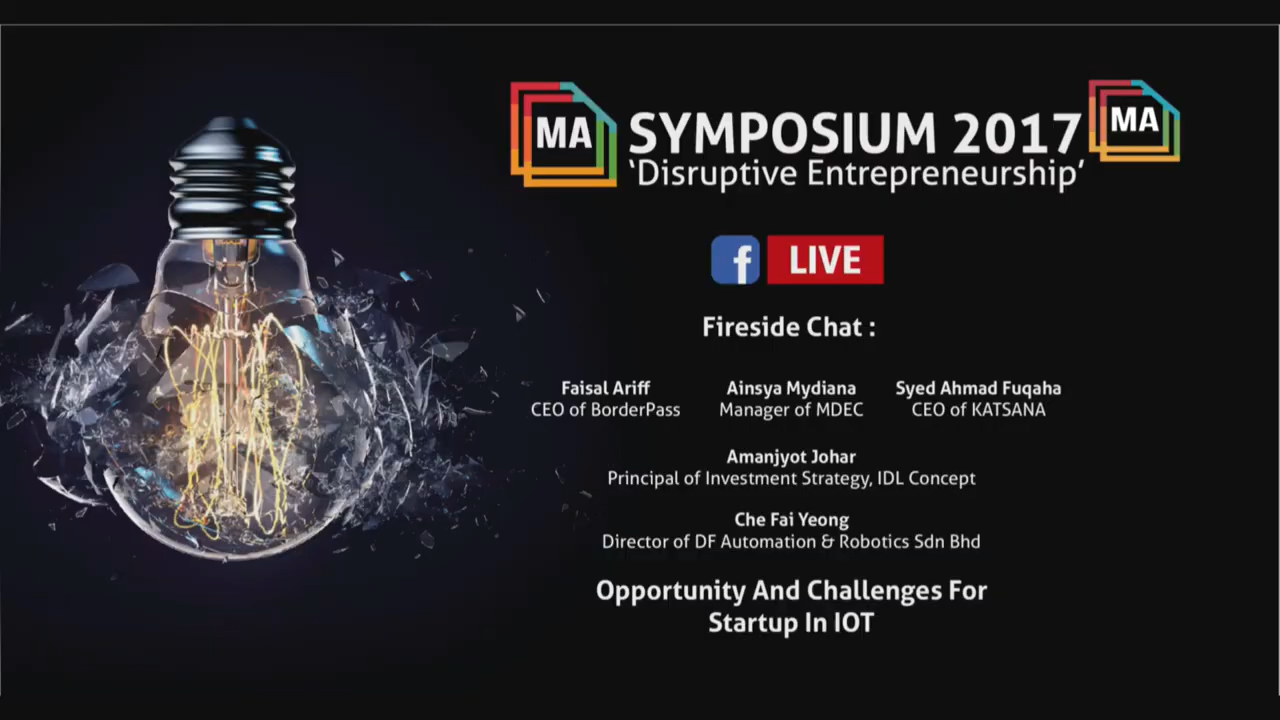 MA SYMPOSIUM 2017 MA
‘Disruptive Entrepreneurship’
f LIVE
Fireside Chat :
Faisal Ariff
CEO of BorderPass
Ainsya Mydiana
Manager of MDEC
Syed Ahmad Fuqaha
CEO of KATSANA
Amanjyot Johar
Principal of Investment Strategy, IDL Concept
Che Fai Yeong
Director of DF Automation & Robotics Sdn Bhd
Opportunity And Challenges For
Startup In IOT